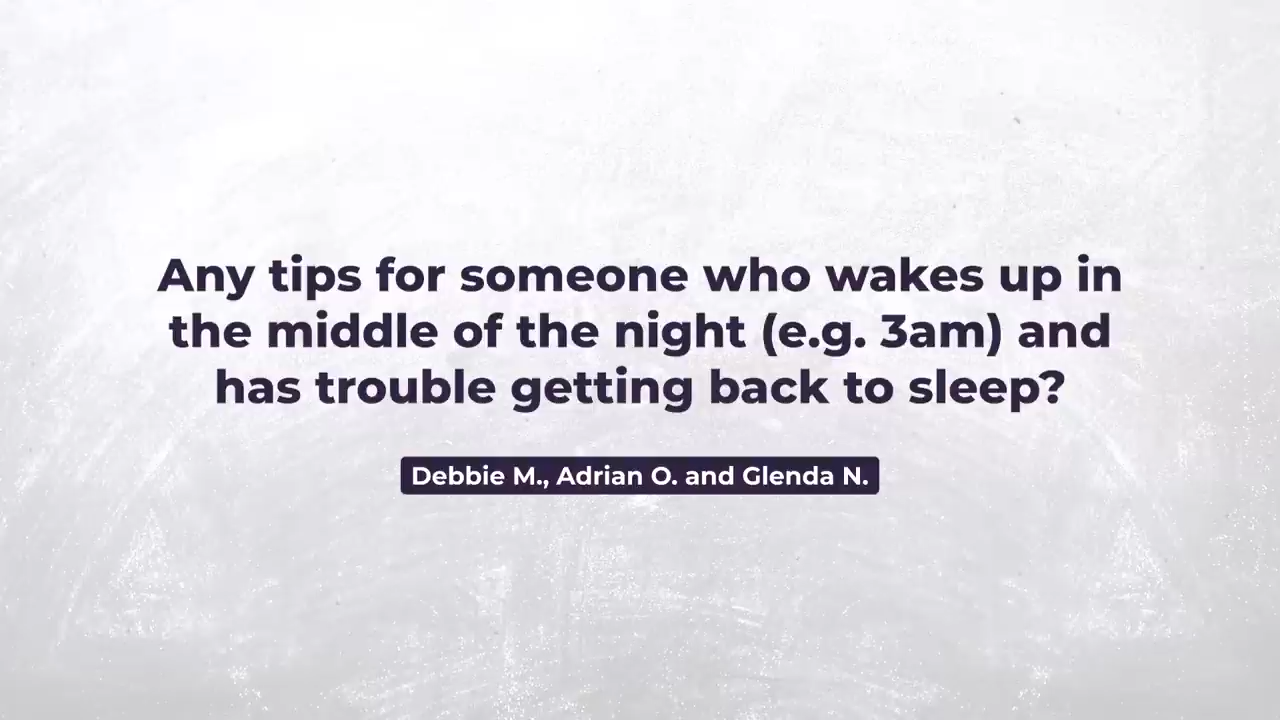 Any tips for someone who wakes up in
the middle of the night (e.g. 3am) and
has trouble getting back to sleep?
Debbie M., Adrian O. and Glenda N.